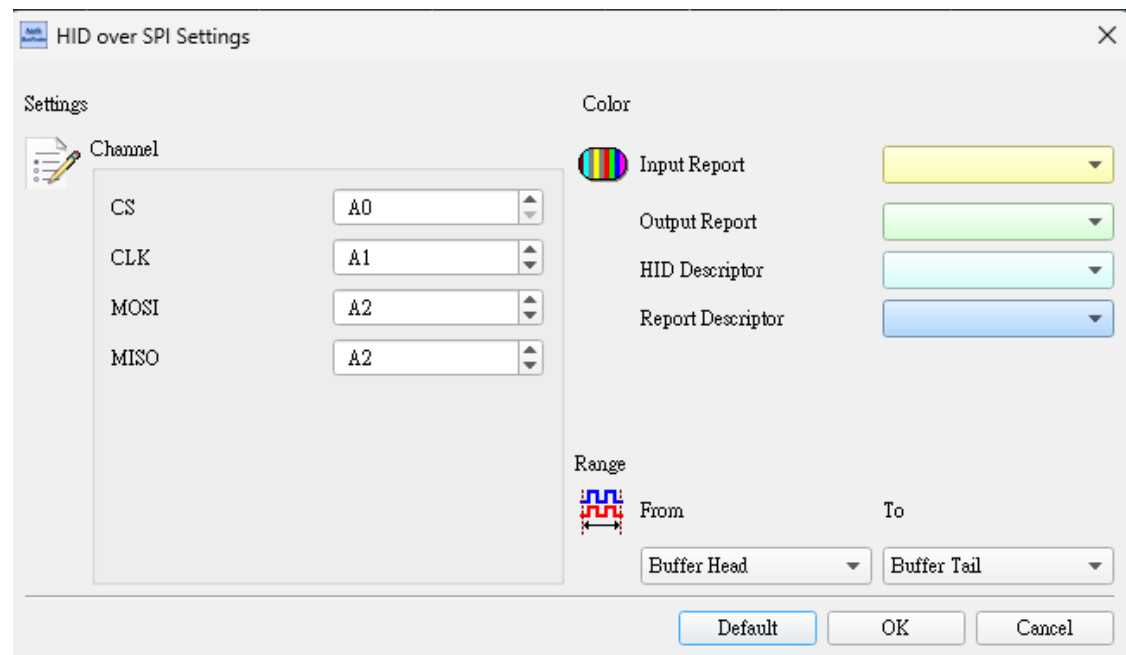 HID over SPI Settings
Settings
Channel
CS A0
CLK A1
MOSI A2
MISO A2
Color
Input Report
Output Report
HID Descriptor
Report Descriptor
Range
From To
Buffer Head Buffer Tail
Default OK Cancel